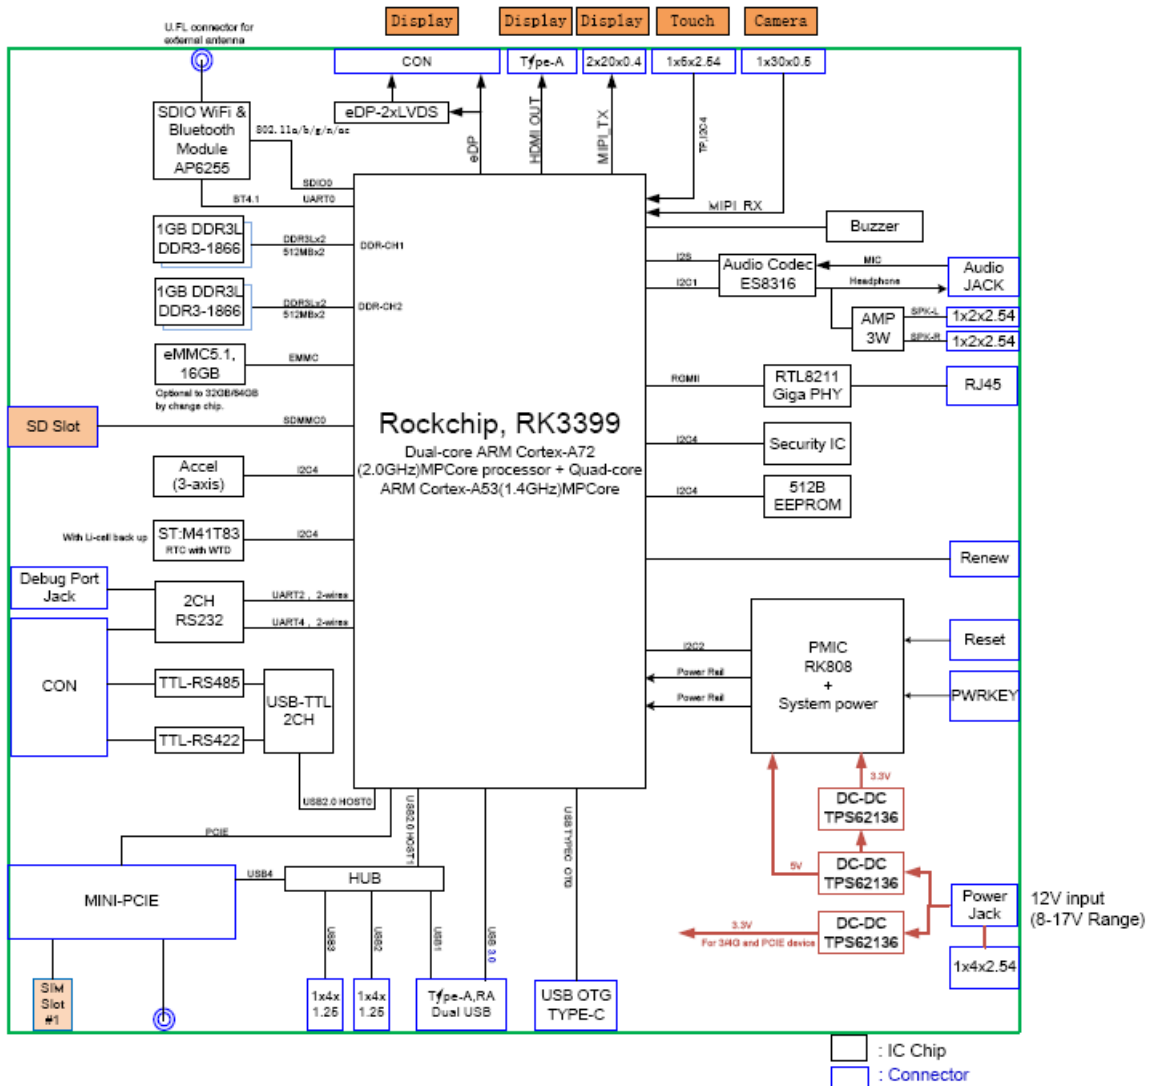 U.FL connector for
external antenna
Display
Display
Display
Touch
Camera
CON
Type-A
2x20x0.4
1x6x2.54
1x30x0.5
SDIO WiFi &
Bluetooth
Module
AP6255
802.11a/b/g/n/ac
eDP-2xLVDS
eDP
HDMI OUT
MIPI_TX
TP,I2C4
MIPI_RX
SDIO0
BT4.1
UART0
1GB DDR3L
DDR3-1866
DDR3Lx2
512MBx2
DDR-CH1
1GB DDR3L
DDR3-1866
DDR3Lx2
512MBx2
DDR-CH2
eMMC5.1,
16GB
EMMC
Optional to 32GB/64GB
by change chip.
SD Slot
SDMMC0
Accel
(3-axis)
I2C4
With Li-cell back up
ST:M41T83
RTC with WTD
I2C4
Debug Port
Jack
2CH
RS232
UART2 , 2-wires
UART4 , 2-wires
CON
TTL-RS485
TTL-RS422
USB-TTL
2CH
USB2.0 HOST0
Rockchip, RK3399
Dual-core ARM Cortex-A72
(2.0GHz)MPCore processor + Quad-core
ARM Cortex-A53(1.4GHz)MPCore
Buzzer
I2S
I2C1
Audio Codec
ES8316
MIC
Headphone
Audio
JACK
AMP
3W
SPK-L
SPK-R
1x2x2.54
1x2x2.54
RGMII
RTL8211
Giga PHY
RJ45
I2C4
Security IC
I2C4
512B
EEPROM
Renew
I2C2
Power Rail
Power Rail
PMIC
RK808
+
System power
Reset
PWRKEY
3.3V
DC-DC
TPS62136
5V
DC-DC
TPS62136
3.3V
For 3/4G and PCIE device
DC-DC
TPS62136
Power
Jack
12V input
(8-17V Range)
1x4x2.54
PCIE
USB2.0 HOST1
USB TYPEC OTG
MINI-PCIE
USB4
HUB
USB3
USB2
USB1
USB 3.0
SIM
Slot
#1
1x4x
1.25
1x4x
1.25
Type-A,RA
Dual USB
USB OTG
TYPE-C
: IC Chip
: Connector